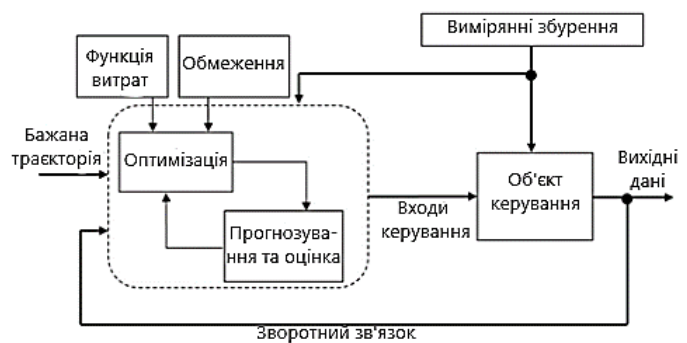 Вимірянні збурення
Функція
витрат
Обмеження
Бажана
траєкторія
Оптимізація
Прогнозува-
ння та оцінка
Входи
керування
Об'єкт
керування
Вихідні
дані
Зворотний зв'язок